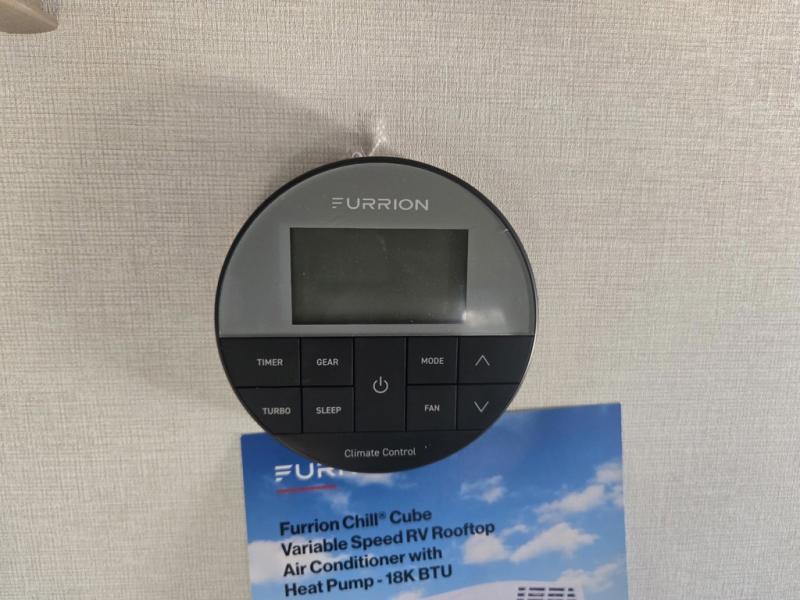 FURRION
TIMER GEAR MODE
TURBO SLEEP FAN
Climate Control
Furrion Chill® Cube
Variable Speed RV Rooftop
Air Conditioner with
Heat Pump - 18K BTU